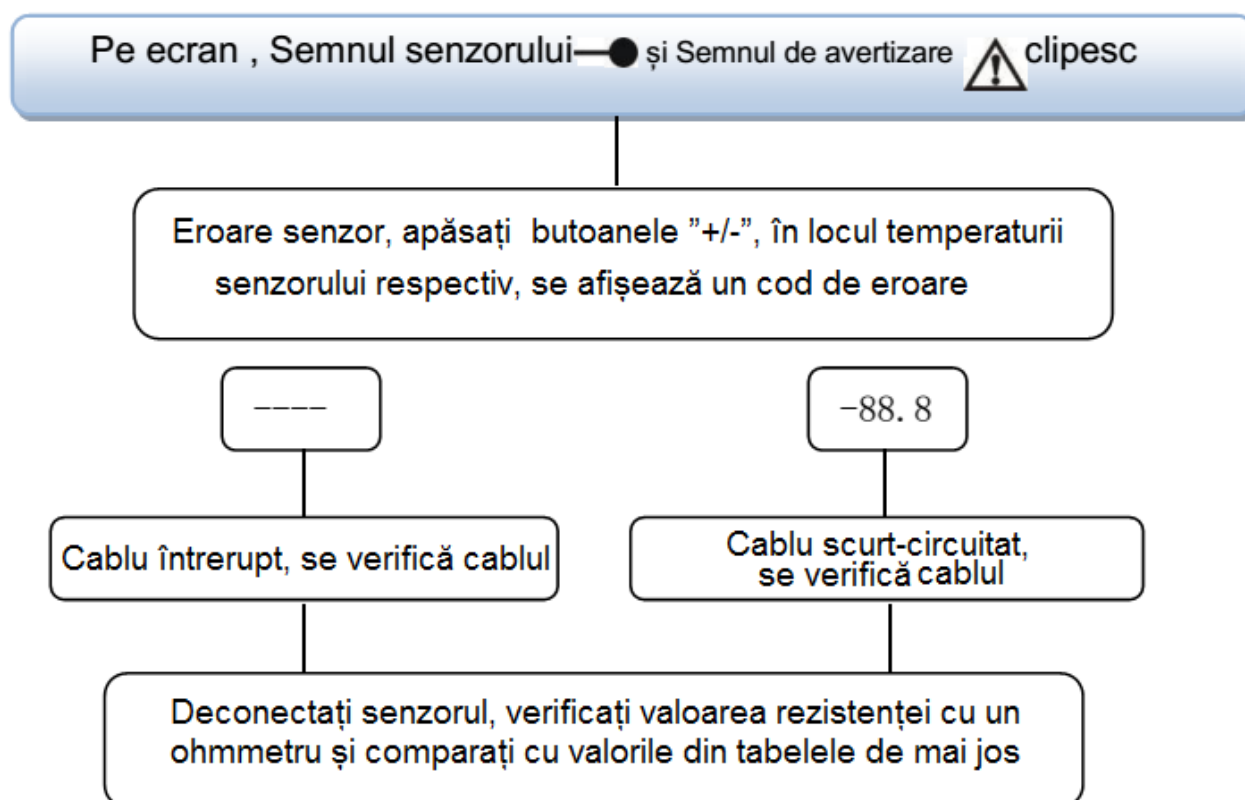 Pe ecran , Semnul senzorului și Semnul de avertizare clipesc
Eroare senzor, apăsați butoanele ”+/-”, în locul temperaturii
senzorului respectiv, se afișează un cod de eroare
----
-88.8
Cablu întrerupt, se verifică cablul
Cablu scurt-circuitat,
se verifică cablul
Deconectați senzorul, verificați valoarea rezistenței cu un
ohmmetru și comparați cu valorile din tabelele de mai jos